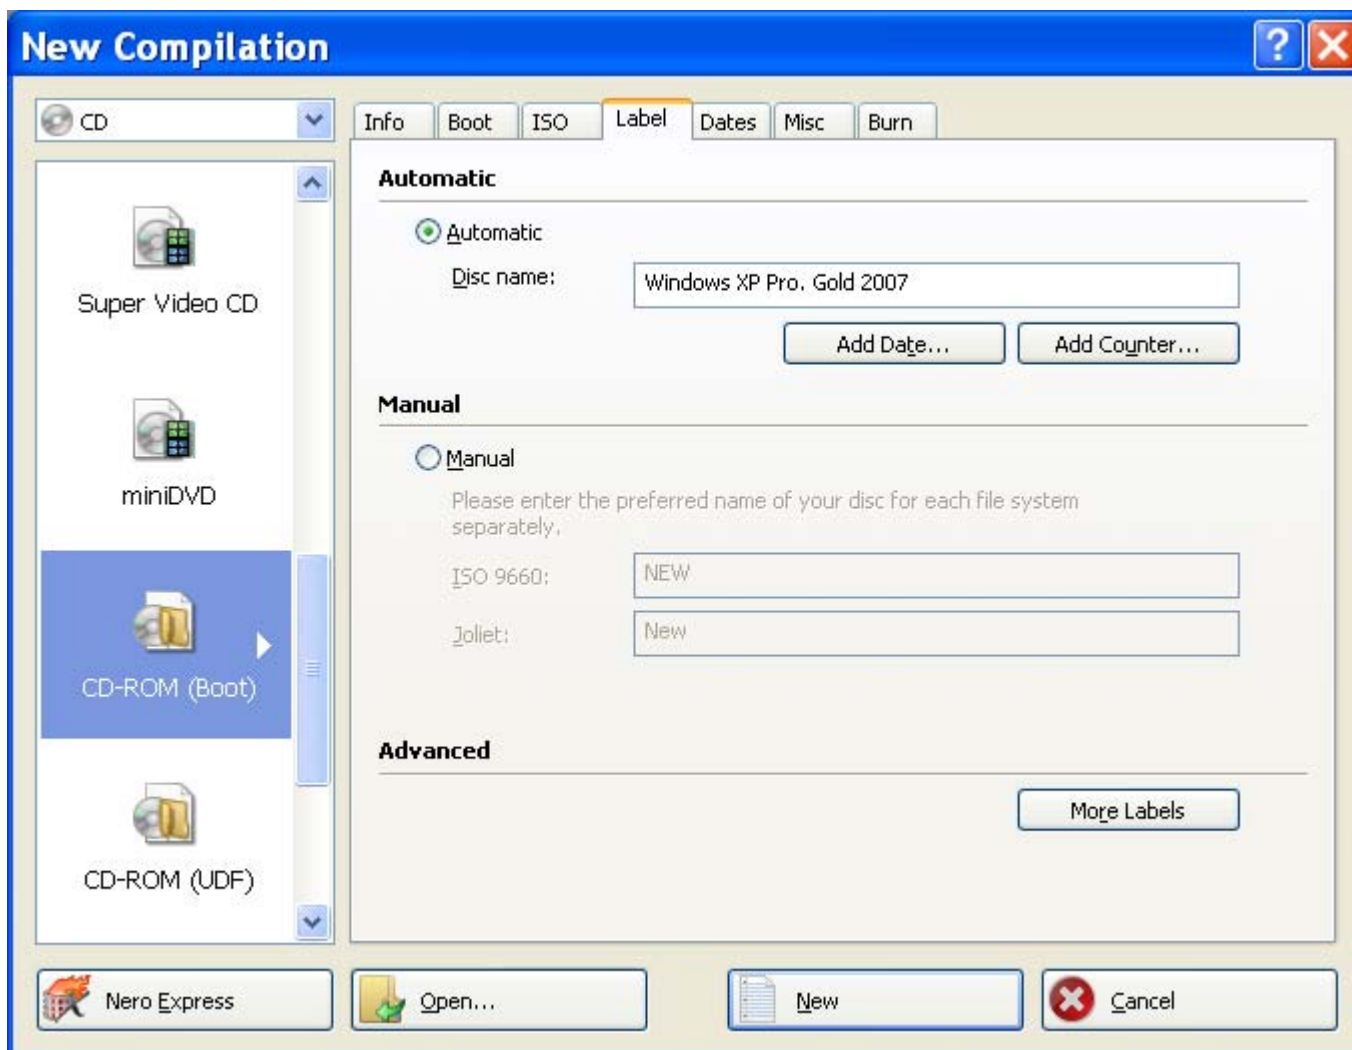 New Compilation
CD
Info Boot ISO Label Dates Misc Burn
Super Video CD
miniDVD
CD-ROM (Boot)
CD-ROM (UDF)
Automatic
Automatic
Disc name: Windows XP Pro. Gold 2007
Add Date... Add Counter...
Manual
Manual
Please enter the preferred name of your disc for each file system
separately.
ISO 9660: NEW
Joliet: New
Advanced
More Labels
Nero Express Open... New Cancel